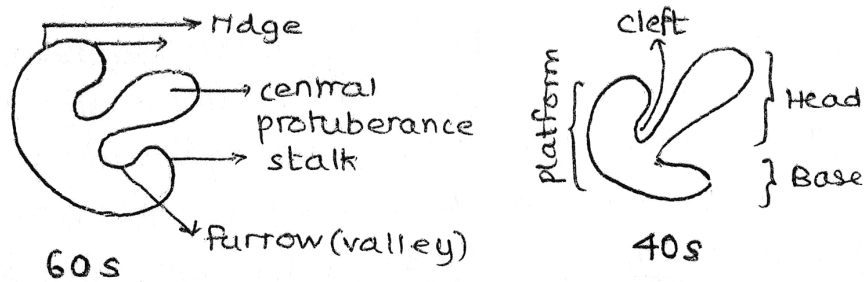 Ridge
central
protuberance
stalk
furrow (valley)
60s
cleft
platform
Head
Base
40s